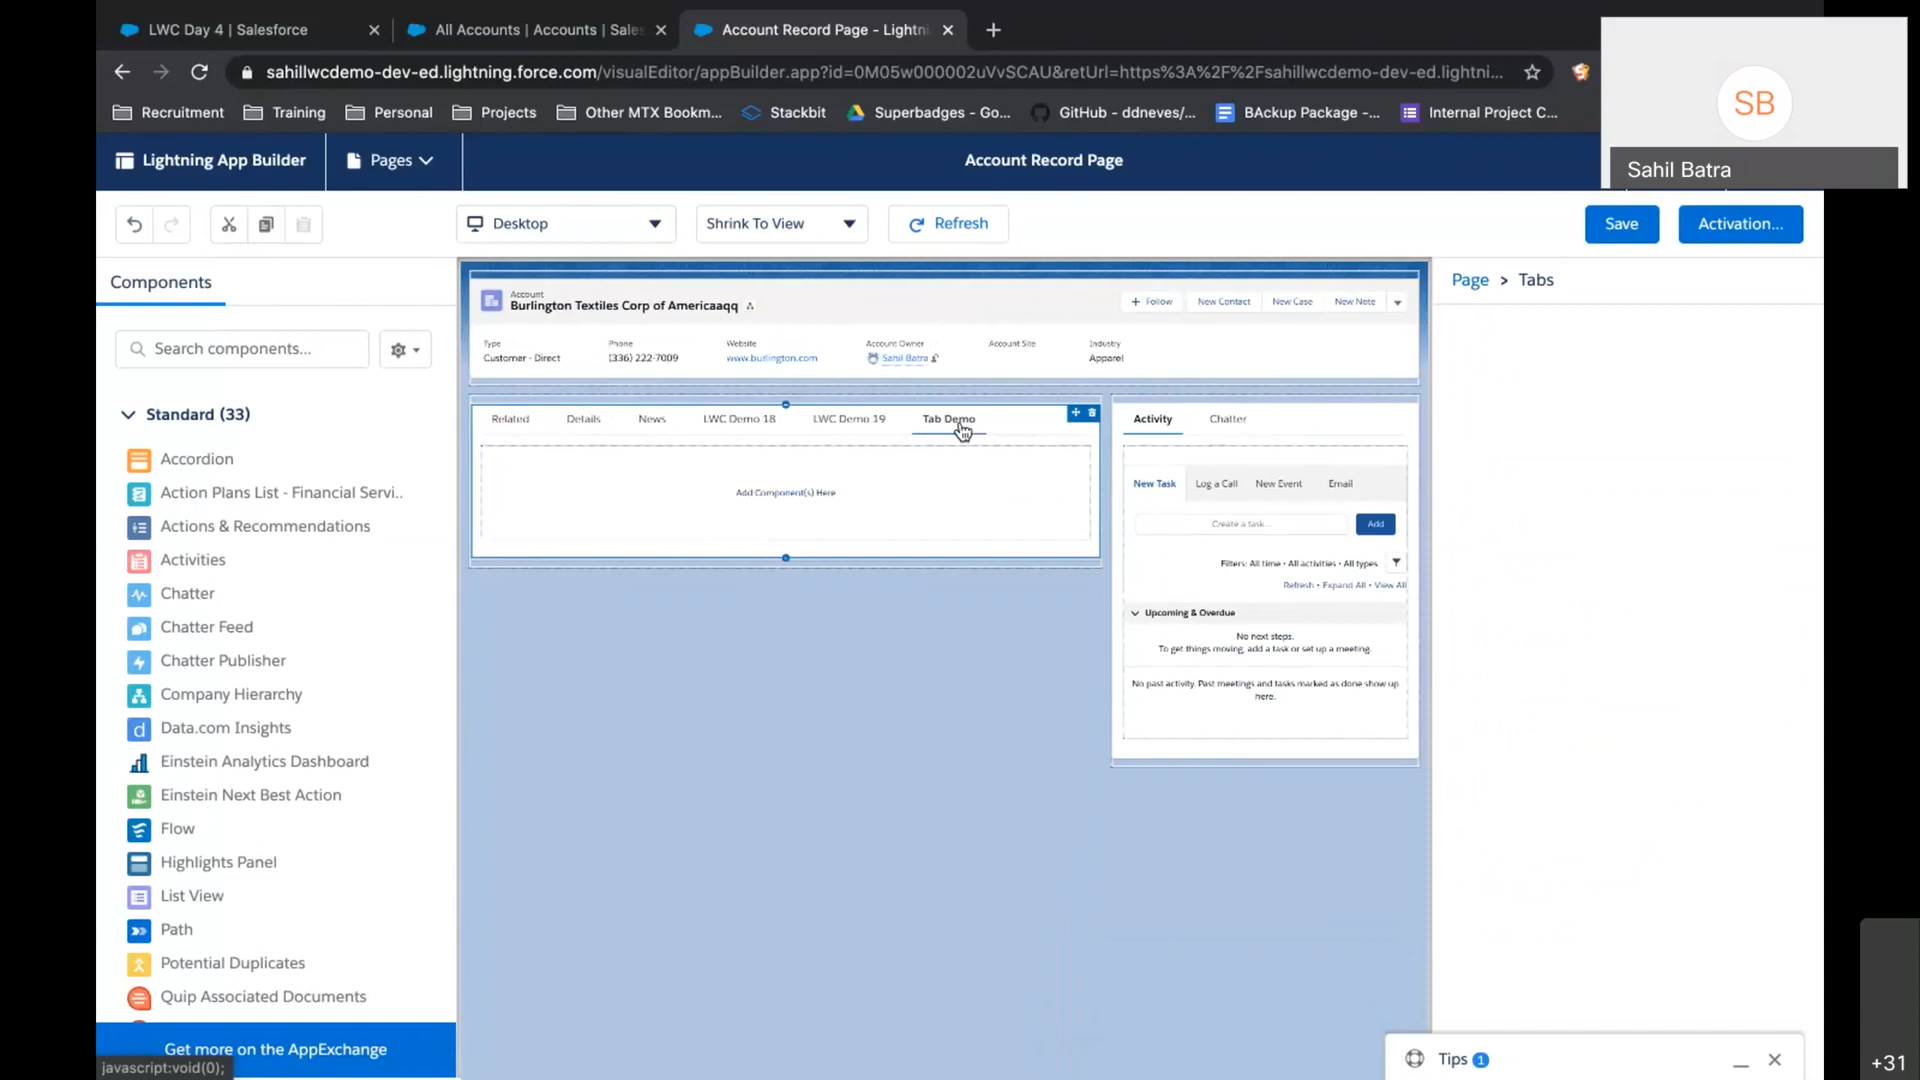 LWC Day 4 | Salesforce
All Accounts | Accounts | Sales
Account Record Page - Lightni
sahillwcdemo-dev-ed.lightning.force.com/visualEditor/appBuilder.app?id=0M05w000002uVvSCAU&retUrl=https%3A%2F%2Fsahillwcdemo-dev-ed.lightni...
Recruitment Training Personal Projects Other MTX Bookm... Stackbit Superbadges - Go... GitHub - ddneves/... BAckup Package -... Internal Project C...
SB
Sahil Batra
Lightning App Builder Pages Account Record Page
Desktop Shrink To View Refresh Save Activation...
Components
Search components...
Standard (33)
Accordion
Action Plans List - Financial Servi..
Actions & Recommendations
Activities
Chatter
Chatter Feed
Chatter Publisher
Company Hierarchy
Data.com Insights
Einstein Analytics Dashboard
Einstein Next Best Action
Flow
Highlights Panel
List View
Path
Potential Duplicates
Quip Associated Documents
Get more on the AppExchange
javascript:void(0);
Account
Burlington Textiles Corp of Americaaqq
+ Follow New Contact New Case New Note
Type Phone Website Account Owner Account Site Industry
Customer - Direct (336) 222-7009 www.burlington.com Sahil Batra Apparel
Related Details News LWC Demo 18 LWC Demo 19 Tab Demo
Add Component(s) Here
Activity Chatter
New Task Log a Call New Event Email
Create a task... Add
Filters: All time • All activities • All types
Refresh • Expand All • View All
Upcoming & Overdue
No next steps.
To get things moving, add a task or set up a meeting.
No past activity. Past meetings and tasks marked as done show up
here.
Page > Tabs
Tips 1
+31